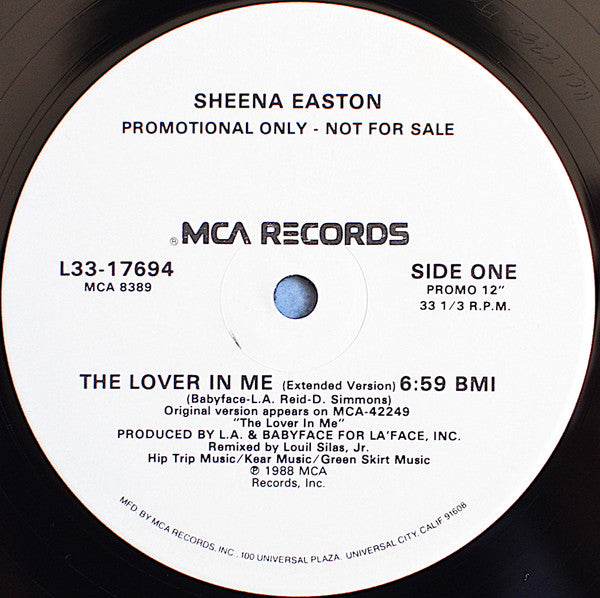 SHEENA EASTON
PROMOTIONAL ONLY - NOT FOR SALE
® MCA RECORDS
L33-17694
MCA 8389
SIDE ONE
PROMO 12"
33 1/3 R.P.M.
THE LOVER IN ME (Extended Version) 6:59 BMI
(Babyface-L.A. Reid-D. Simmons)
Original version appears on MCA-42249
"The Lover In Me"
PRODUCED BY L.A. & BABYFACE FOR LA'FACE, INC.
Remixed by Louil Silas, Jr.
Hip Trip Music/Kear Music/Green Skirt Music
℗ 1988 MCA
Records, Inc.
MFD. BY MCA RECORDS, INC., 100 UNIVERSAL PLAZA, UNIVERSAL CITY, CALIF. 91608